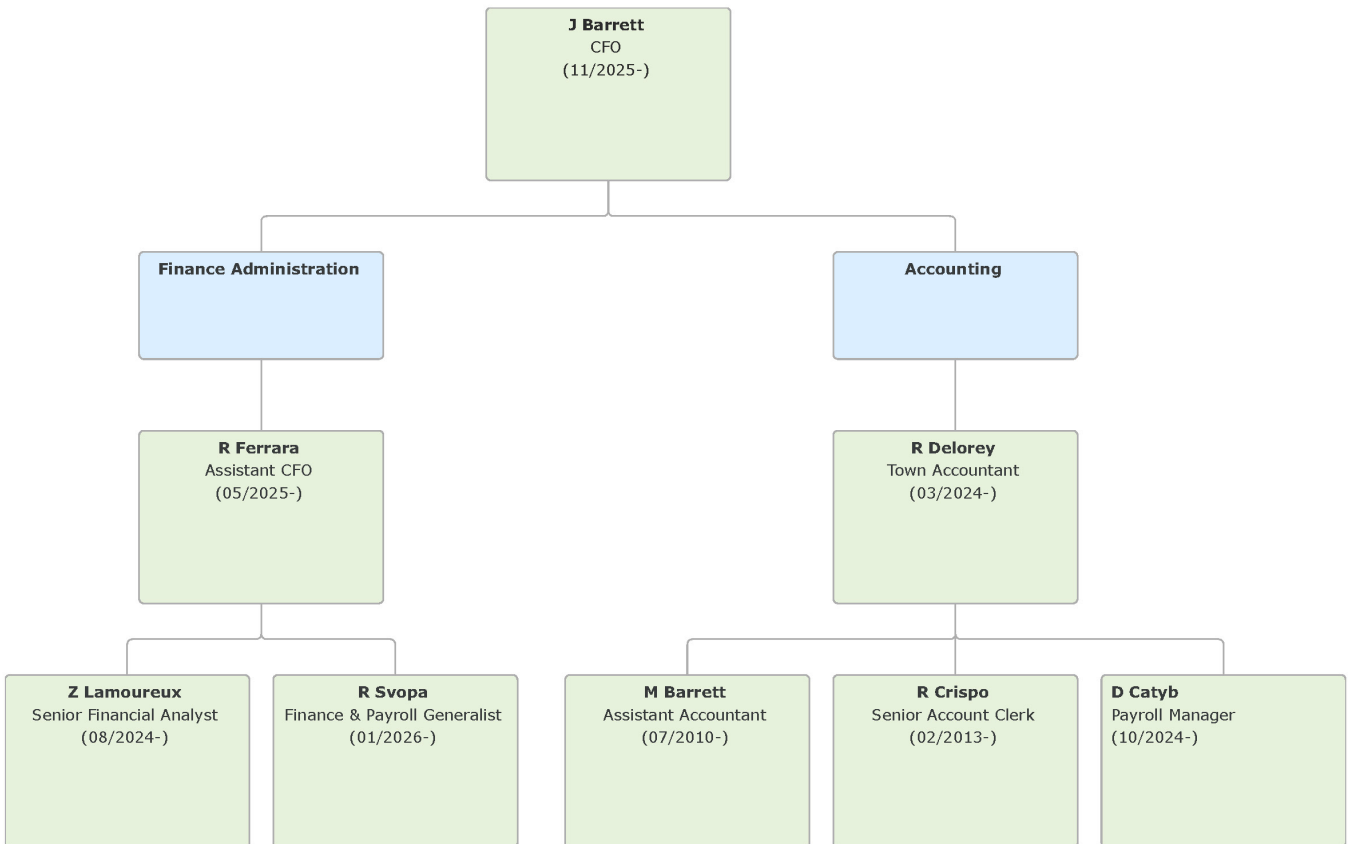 J Barrett
CFO
(11/2025-)
Finance Administration
Accounting
R Ferrara
Assistant CFO
(05/2025-)
R Delorey
Town Accountant
(03/2024-)
Z Lamoureux
Senior Financial Analyst
(08/2024-)
R Svopa
Finance & Payroll Generalist
(01/2026-)
M Barrett
Assistant Accountant
(07/2010-)
R Crispo
Senior Account Clerk
(02/2013-)
D Catyb
Payroll Manager
(10/2024-)